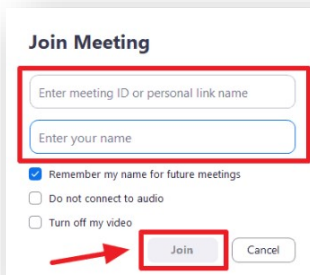 Join Meeting
Enter meeting ID or personal link name
Enter your name
Remember my name for future meetings
Do not connect to audio
Turn off my video
Join Cancel